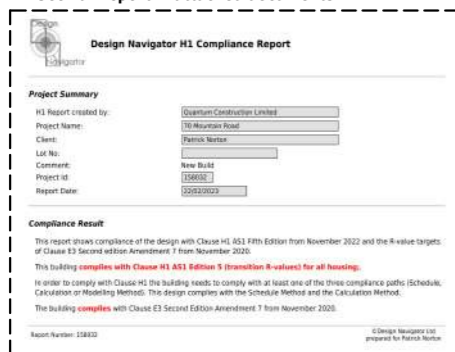 Design
Navigator
Design Navigator H1 Compliance Report
Project Summary
H1 Report created by: Quantum Construction Limited
Project Name: 70 Mountain Road
Client: Patrick Norton
Lot No:
Comment: New Build
Project Id: 158032
Report Date: 22/02/2023
Compliance Result
This report shows compliance of the design with Clause H1 AS1 Fifth Edition from November 2022 and the R-value targets
of Clause E3 Second edition Amendment 7 from November 2020.
This building complies with Clause H1 AS1 Edition 5 (transition R-values) for all housing.
In order to comply with Clause H1 the building needs to comply with at least one of the three compliance paths (Schedule,
Calculation or Modelling Method). This design complies with the Schedule Method and the Calculation Method.
The building complies with Clause E3 Second Edition Amendment 7 from November 2020.
Report Number: 158032
©Design Navigator Ltd
prepared for Patrick Norton